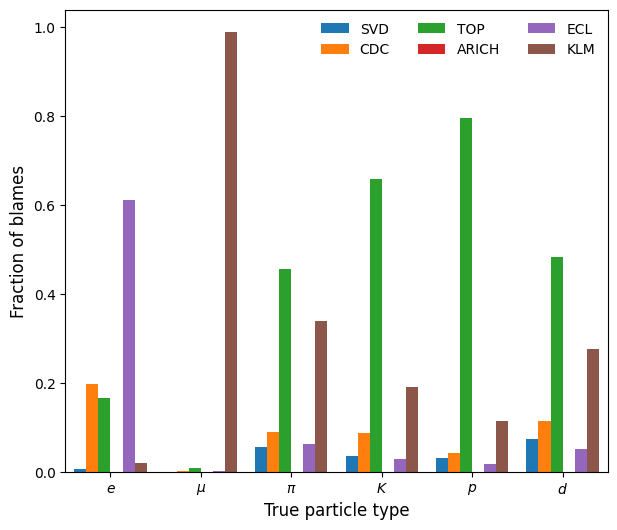 SVD TOP ECL
CDC ARICH KLM
1.0
0.8
0.6
0.4
0.2
0.0
Fraction of blames
e μ π K p d
True particle type